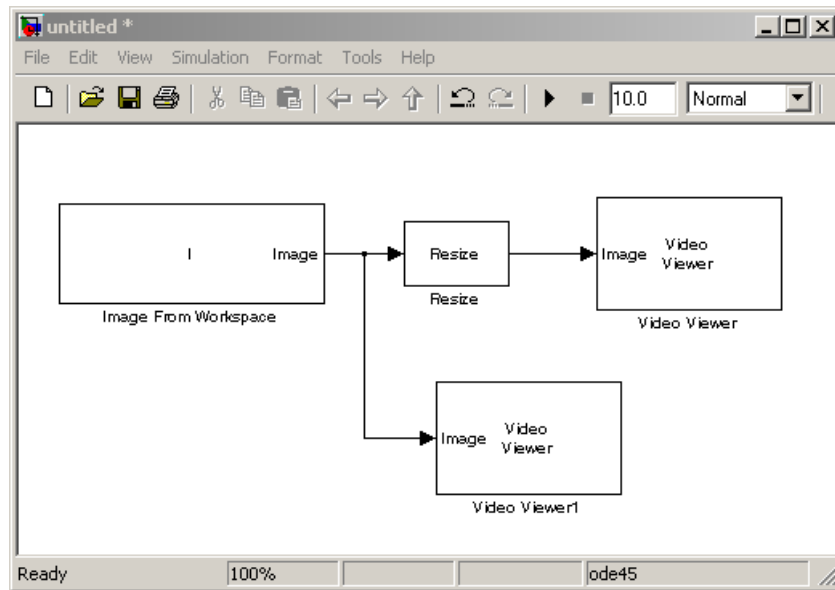 untitled *
File Edit View Simulation Format Tools Help
10.0 Normal
I Image
Image From Workspace
Resize
Resize
Image Video Viewer
Video Viewer
Image Video Viewer
Video Viewer1
Ready 100% ode45